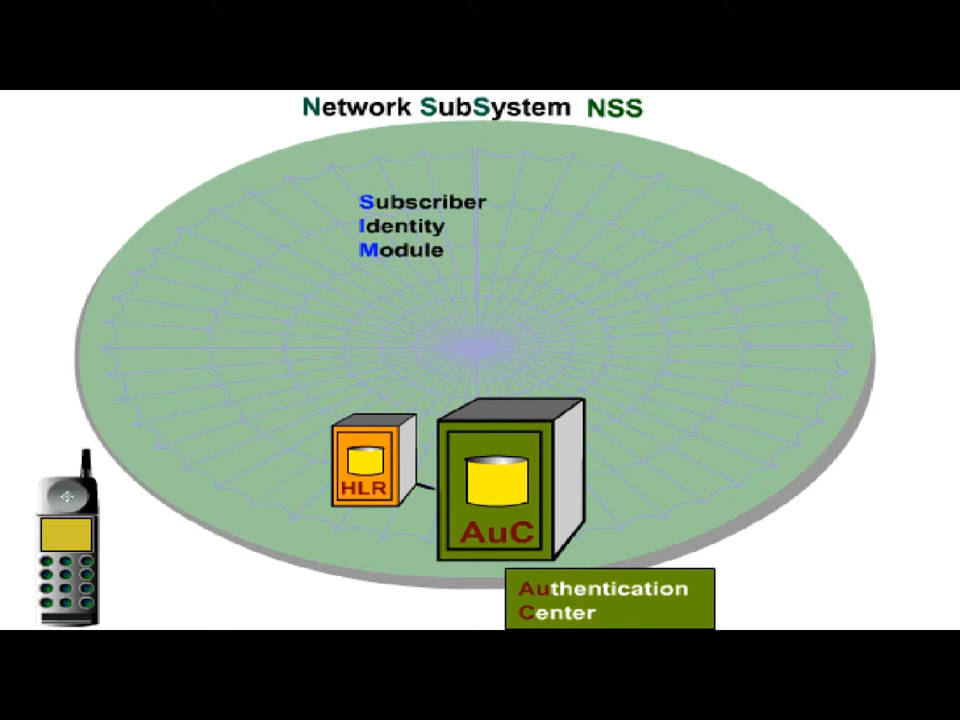 Network SubSystem NSS
Subscriber
Identity
Module
HLR
AuC
Authentication
Center